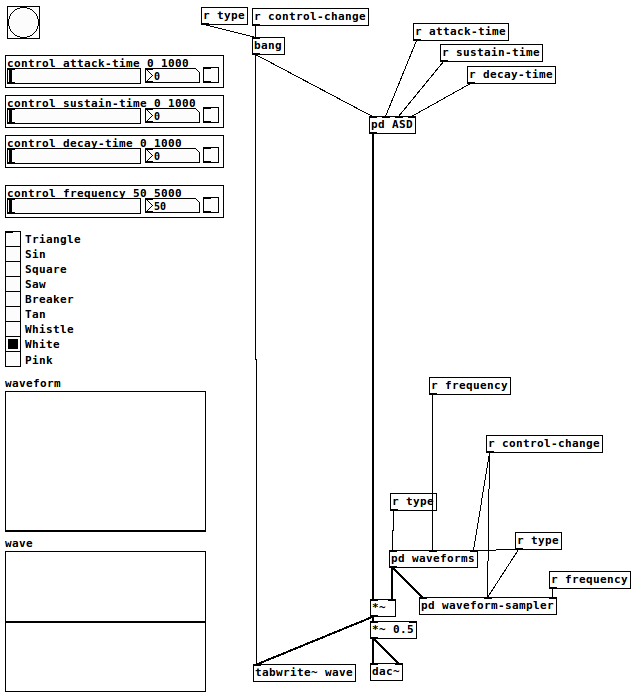 r type
r control-change
bang
r attack-time
r sustain-time
r decay-time
control attack-time 0 1000
0
control sustain-time 0 1000
0
pd ASD
control decay-time 0 1000
0
control frequency 50 5000
50
Triangle
Sin
Square
Saw
Breaker
Tan
Whistle
White
Pink
waveform
r frequency
r control-change
r type
r type
wave
pd waveforms
r frequency
*~
pd waveform-sampler
*~ 0.5
tabwrite~ wave
dac~